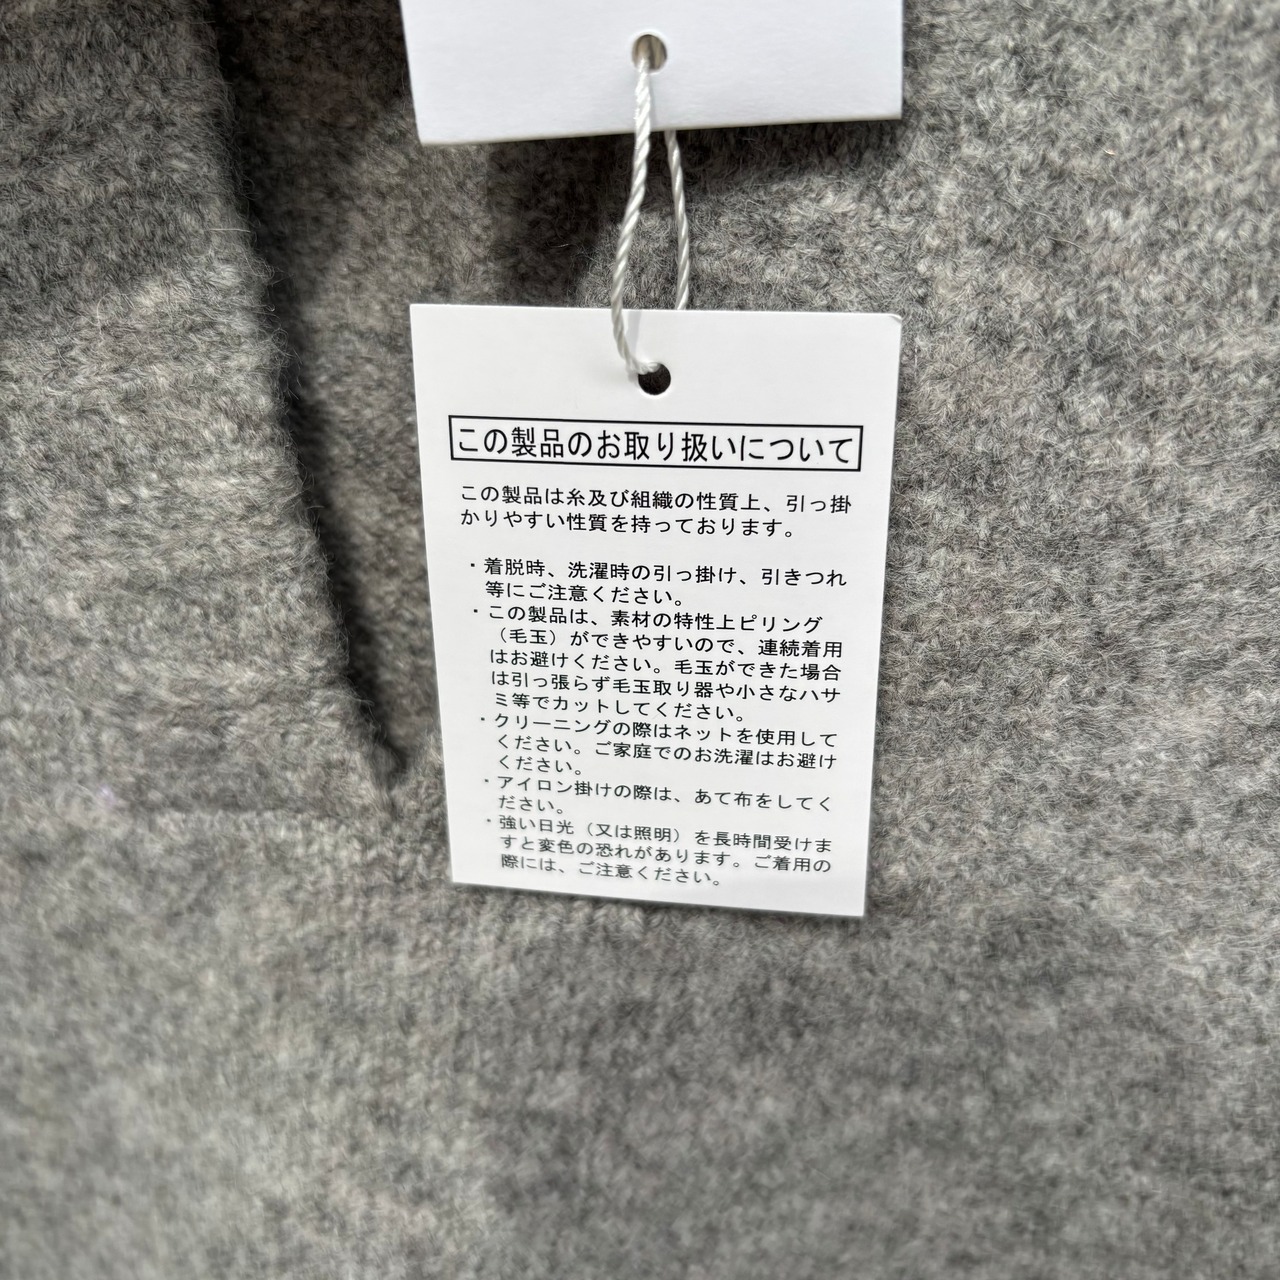 この製品のお取り扱いについて
この製品は糸及び組織の性質上、引っ掛
かりやすい性質を持っております。
・着脱時、洗濯時の引っ掛け、引きつれ
等にご注意ください。
・この製品は、素材の特性上ピリング
（毛玉）ができやすいので、連続着用
はお避けください。毛玉ができた場合
は引っ張らず毛玉取り器や小さなハサ
ミ等でカットしてください。
・クリーニングの際はネットを使用して
ください。ご家庭でのお洗濯はお避け
ください。
・アイロン掛けの際は、あて布をしてく
ださい。
・強い日光（又は照明）を長時間受けま
すと変色の恐れがあります。ご着用の
際には、ご注意ください。